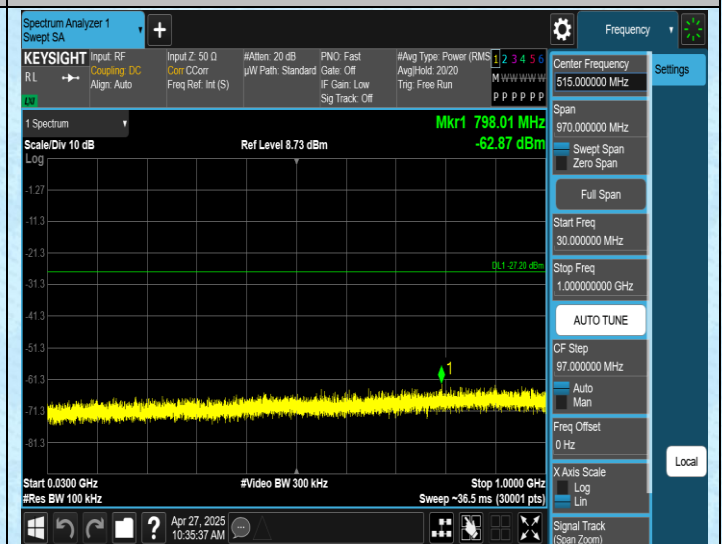 Spectrum Analyzer 1
Swept SA
+
Frequency
KEYSIGHT
RL
LXI
Input: RF
Coupling: DC
Align: Auto
Input Z: 50 Ω
Corr CCorr
Freq Ref: Int (S)
#Atten: 20 dB
µW Path: Standard
PNO: Fast
Gate: Off
IF Gain: Low
Sig Track: Off
#Avg Type: Power (RMS
Avg|Hold: 20/20
Trig: Free Run
1 2 3 4 5 6
M W W W W W
P P P P P P
1 Spectrum
Scale/Div 10 dB
Ref Level 8.73 dBm
Mkr1 798.01 MHz
-62.87 dBm
Log
-1.27
-11.3
-21.3
DL1 -27.20 dBm
-31.3
-41.3
-51.3
1
-61.3
-71.3
-81.3
Start 0.0300 GHz
#Video BW 300 kHz
Stop 1.0000 GHz
#Res BW 100 kHz
Sweep ~36.5 ms (30001 pts)
?
Apr 27, 2025
10:35:37 AM
Center Frequency
515.000000 MHz
Span
970.000000 MHz
Swept Span
Zero Span
Full Span
Start Freq
30.000000 MHz
Stop Freq
1.000000000 GHz
AUTO TUNE
CF Step
97.000000 MHz
Auto
Man
Freq Offset
0 Hz
X Axis Scale
Log
Lin
Signal Track
(Span Zoom)
Settings
Local